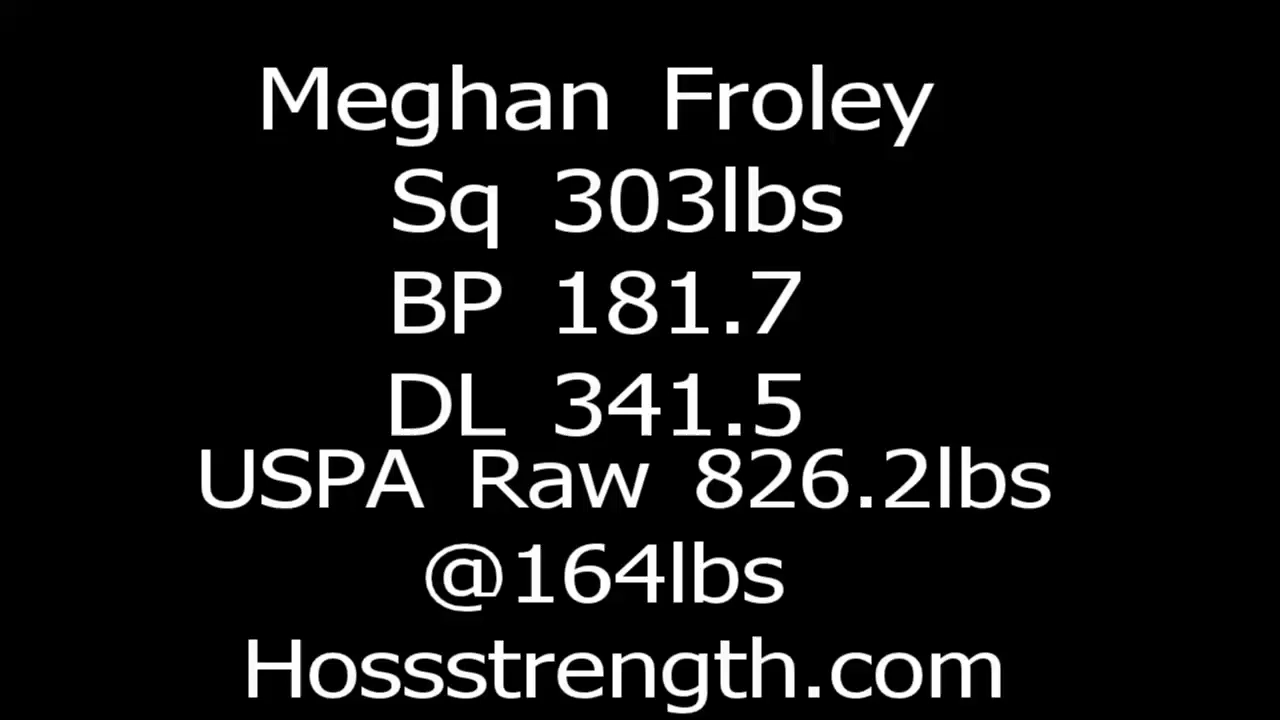 Meghan Froley
Sq 303lbs
BP 181.7
DL 341.5
USPA Raw 826.2lbs
@164lbs
Hossstrength.com